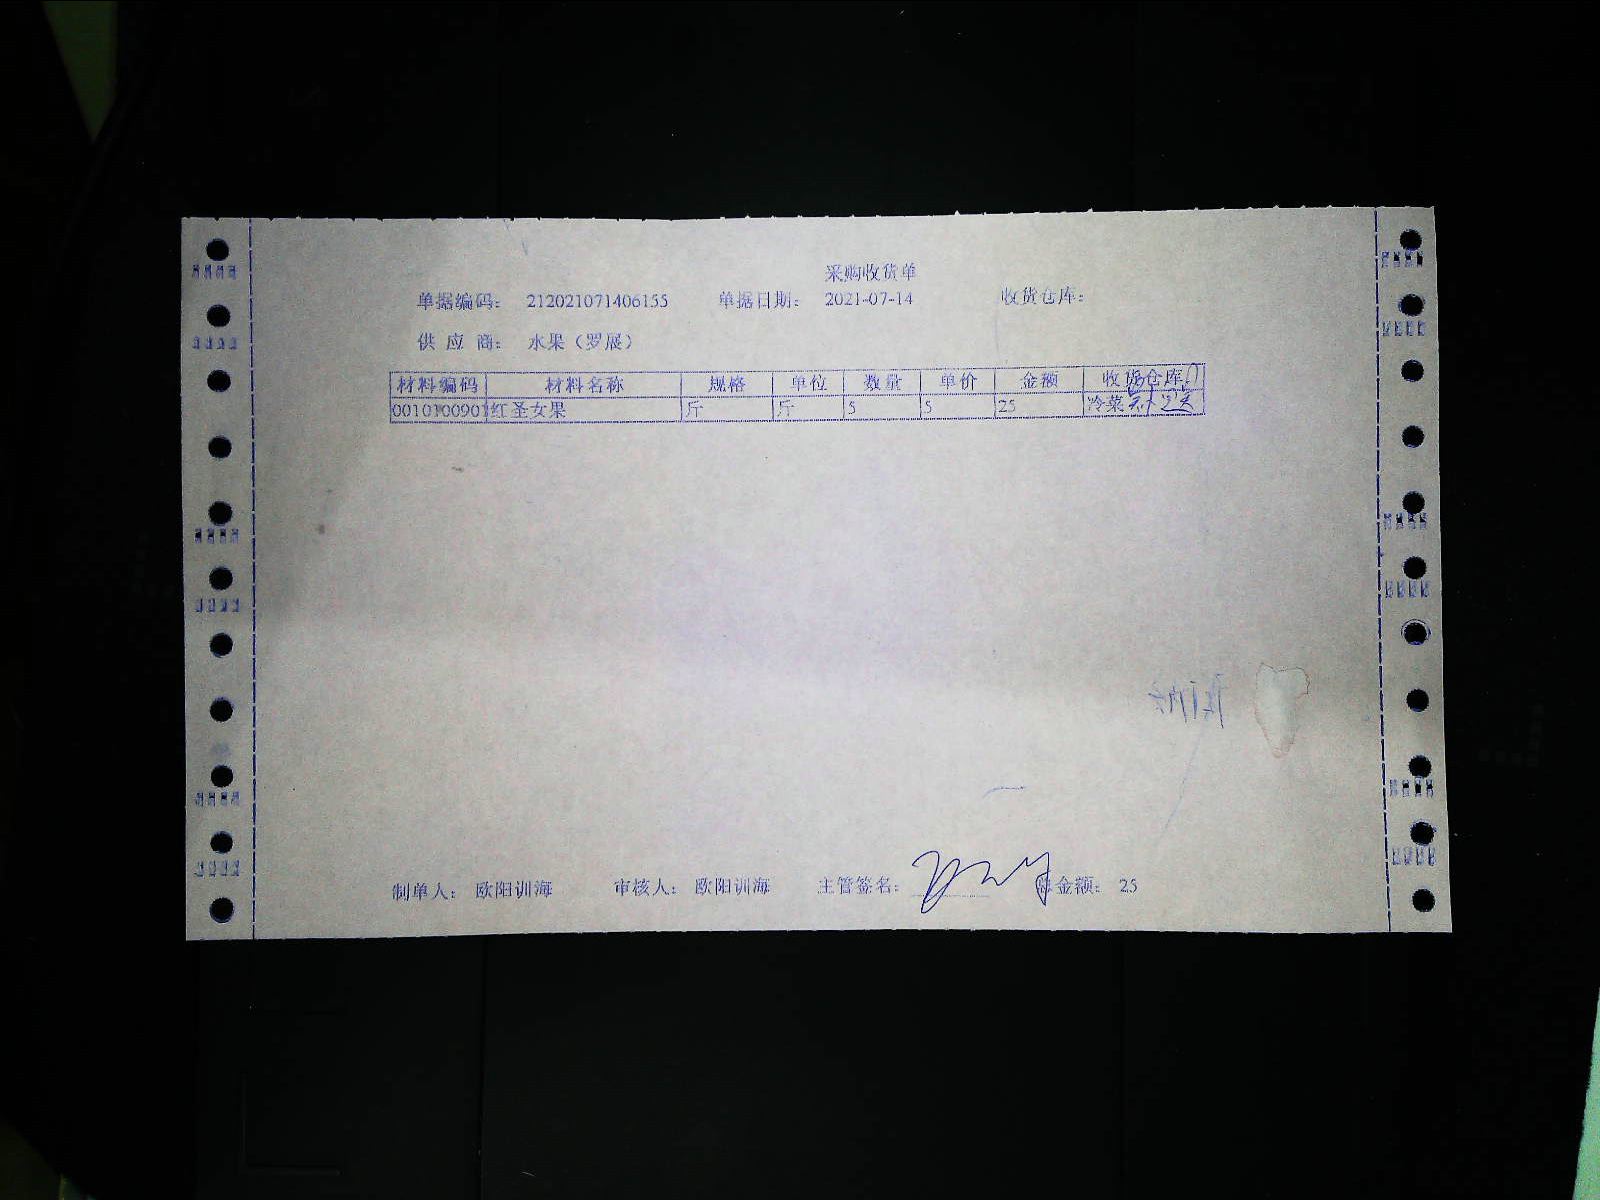 采购收货单
单据编码： 212021071406155 单据日期： 2021-07-14 收货仓库：
供 应 商： 水果（罗展）
材料编码 材料名称 规格 单位 数量 单价 金额 收货仓库
0010100901 红圣女果 斤 斤 5 5 25 冷菜
制单人： 欧阳训海 审核人： 欧阳训海 主管签名： 总金额： 25